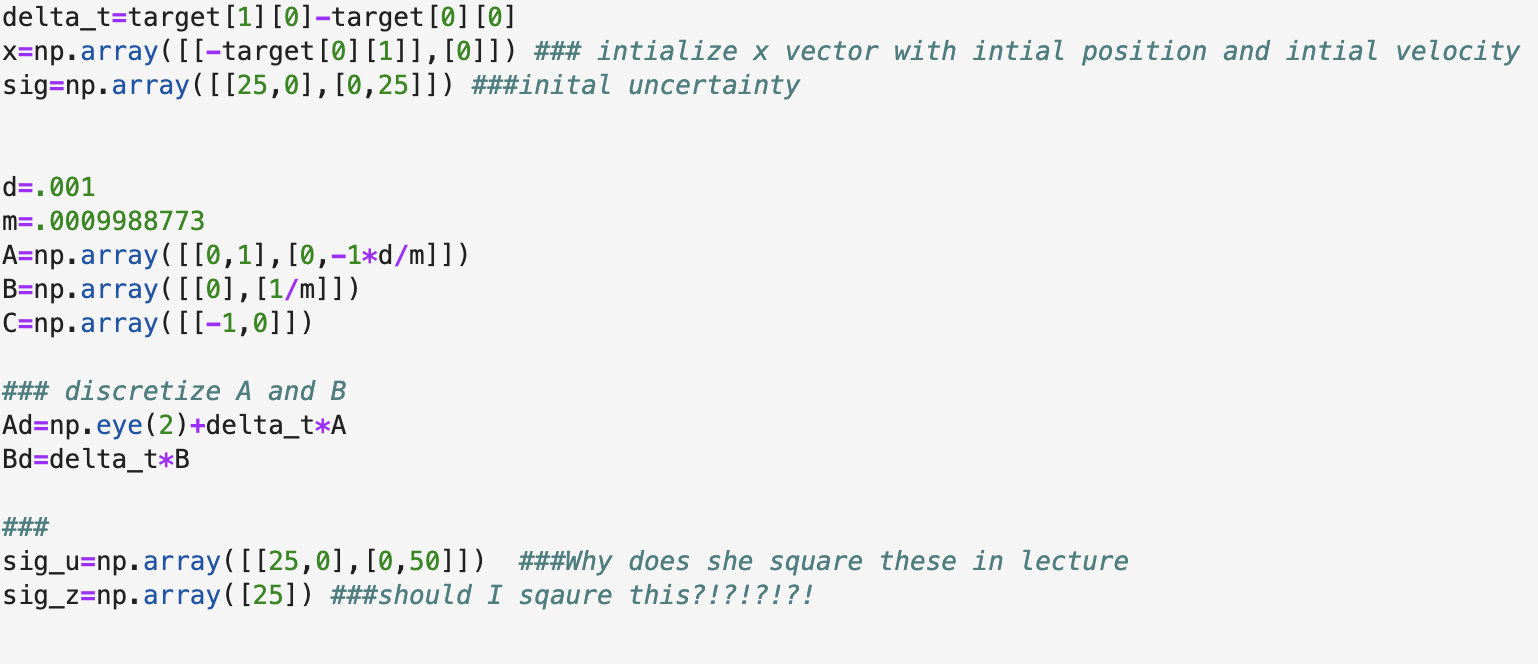 delta_t=target[1][0]-target[0][0]
x=np.array([[-target[0][1]],[0]]) ### intialize x vector with intial position and intial velocity
sig=np.array([[25,0],[0,25]]) ###inital uncertainty
d=.001
m=.0009988773
A=np.array([[0,1],[0,-1*d/m]])
B=np.array([[0],[1/m]])
C=np.array([[-1,0]])
### discretize A and B
Ad=np.eye(2)+delta_t*A
Bd=delta_t*B
###
sig_u=np.array([[25,0],[0,50]])  ###Why does she square these in lecture
sig_z=np.array([25]) ###should I sqaure this?!?!?!?!